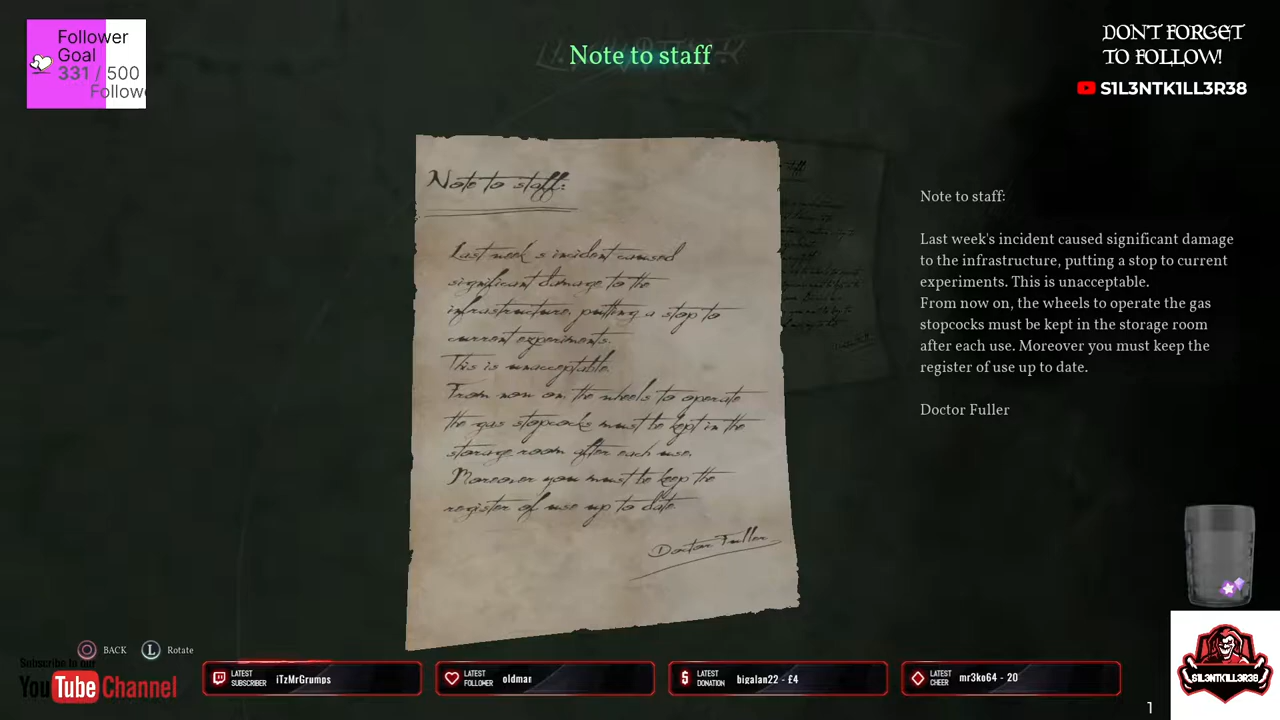 Follower
Goal
331 / 500
Follow
Note to staff
DON'T FORGET
TO FOLLOW!
S1L3NTK1LL3R38
Note to staff:
Last week's incident caused
significant damage to the
infrastructure, putting a stop to
current experiments.
This is unacceptable.
From now on, the wheels to operate
the gas stopcocks must be kept in the
storage room after each use.
Moreover you must be keep the
register of use up to date
Doctor Fuller
Note to staff:
Last week's incident caused significant damage
to the infrastructure, putting a stop to current
experiments. This is unacceptable.
From now on, the wheels to operate the gas
stopcocks must be kept in the storage room
after each use. Moreover you must keep the
register of use up to date.
Doctor Fuller
BACK
L Rotate
Subscribe to our
YouTube Channel
LATEST
SUBSCRIBER
iTzMrGrumps
LATEST
FOLLOWER
oldmar
$
LATEST
DONATION
bigalan22 - £4
LATEST
CHEER
mr3ko64 - 20
S1L3NTK1LL3R38
1